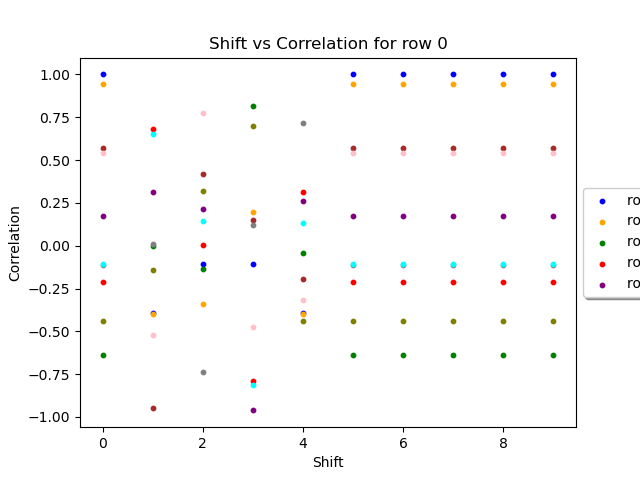 Shift vs Correlation for row 0
1.00
0.75
0.50
0.25
0.00
−0.25
−0.50
−0.75
−1.00
Correlation
0 2 4 6 8
Shift
ro
ro
ro
ro
ro